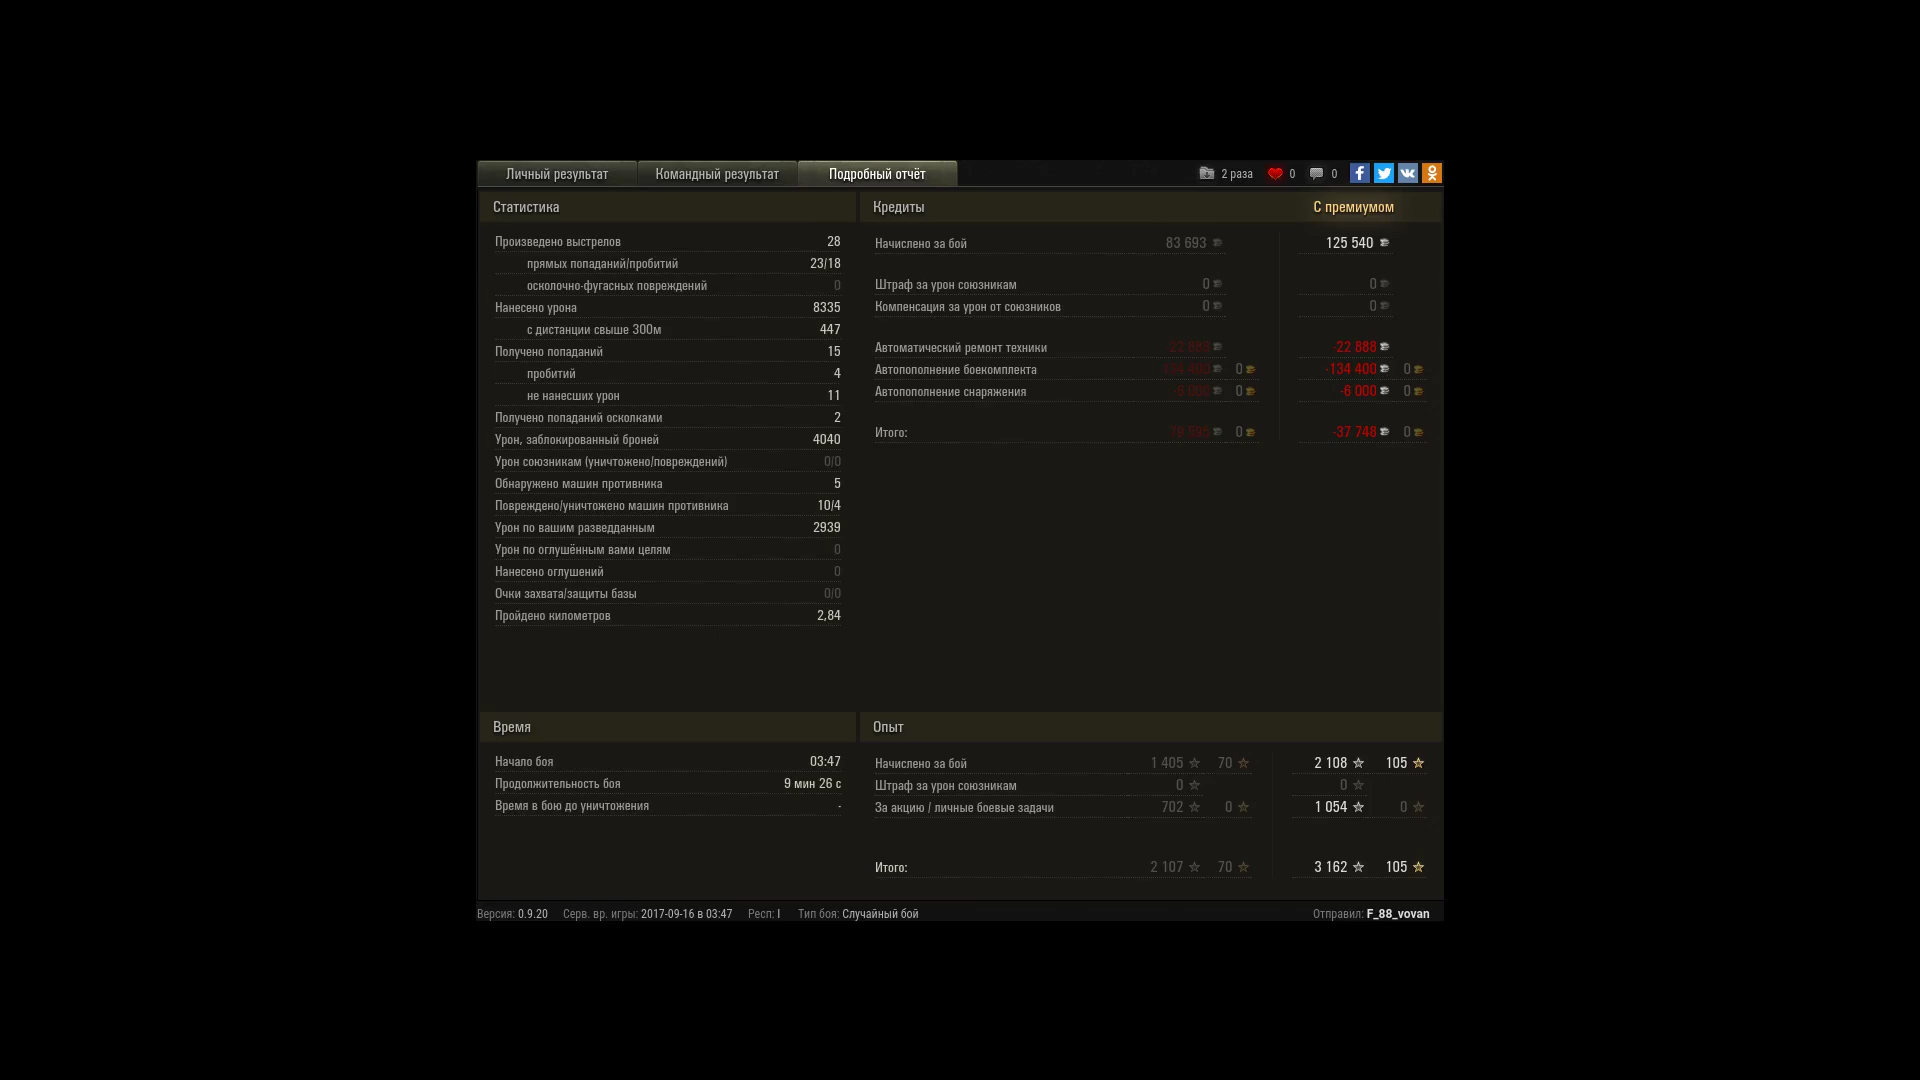 Личный результат Командный результат Подробный отчёт 2 раза 0 0
Статистика
Произведено выстрелов 28
прямых попаданий/пробитий 23/18
осколочно-фугасных повреждений 0
Нанесено урона 8335
с дистанции свыше 300м 447
Получено попаданий 15
пробитий 4
не нанесших урон 11
Получено попаданий осколками 2
Урон, заблокированный броней 4040
Урон союзникам (уничтожено/повреждений) 0/0
Обнаружено машин противника 5
Повреждено/уничтожено машин противника 10/4
Урон по вашим разведданным 2939
Урон по оглушённым вами целям 0
Нанесено оглушений 0
Очки захвата/защиты базы 0/0
Пройдено километров 2,84
Кредиты С премиумом
Начислено за бой 83 693 125 540
Штраф за урон союзникам 0 0
Компенсация за урон от союзников 0 0
Автоматический ремонт техники -22 888
Автопополнение боекомплекта 0 -134 400 0
Автопополнение снаряжения 0 -6 000 0
Итого: 0 -37 748 0
Время
Начало боя 03:47
Продолжительность боя 9 мин 26 с
Время в бою до уничтожения -
Опыт
Начислено за бой 1 405 70 2 108 105
Штраф за урон союзникам 0 0
За акцию / личные боевые задачи 702 0 1 054 0
Итого: 2 107 70 3 162 105
Версия: 0.9.20 Серв. вр. игры: 2017-09-16 в 03:47 Респ: I Тип боя: Случайный бой Отправил: F_88_vovan